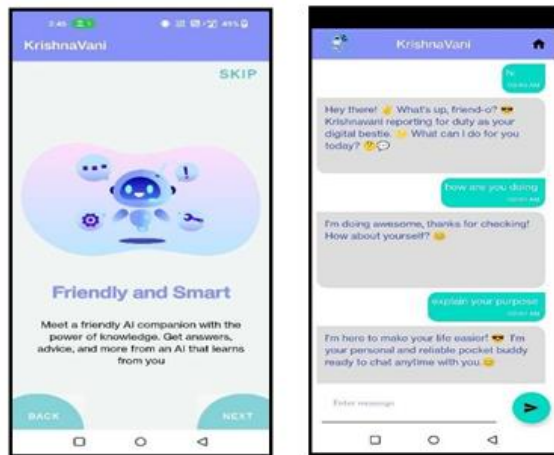 2:45
45%
KrishnaVani
SKIP
Friendly and Smart
Meet a friendly AI companion with the
power of knowledge. Get answers,
advice, and more from an AI that learns
from you
BACK
NEXT
KrishnaVani
hi
Hey there! ✌️ What's up, friend-o? 😎
Krishnavani reporting for duty as your
digital bestie. 🌟 What can I do for you
today? 🤔💬
how are you doing
I'm doing awesome, thanks for checking!
How about yourself? 😊
explain your purpose
I'm here to make your life easier! 😎 I'm
your personal and reliable pocket buddy
ready to chat anytime with you.😊
Enter message